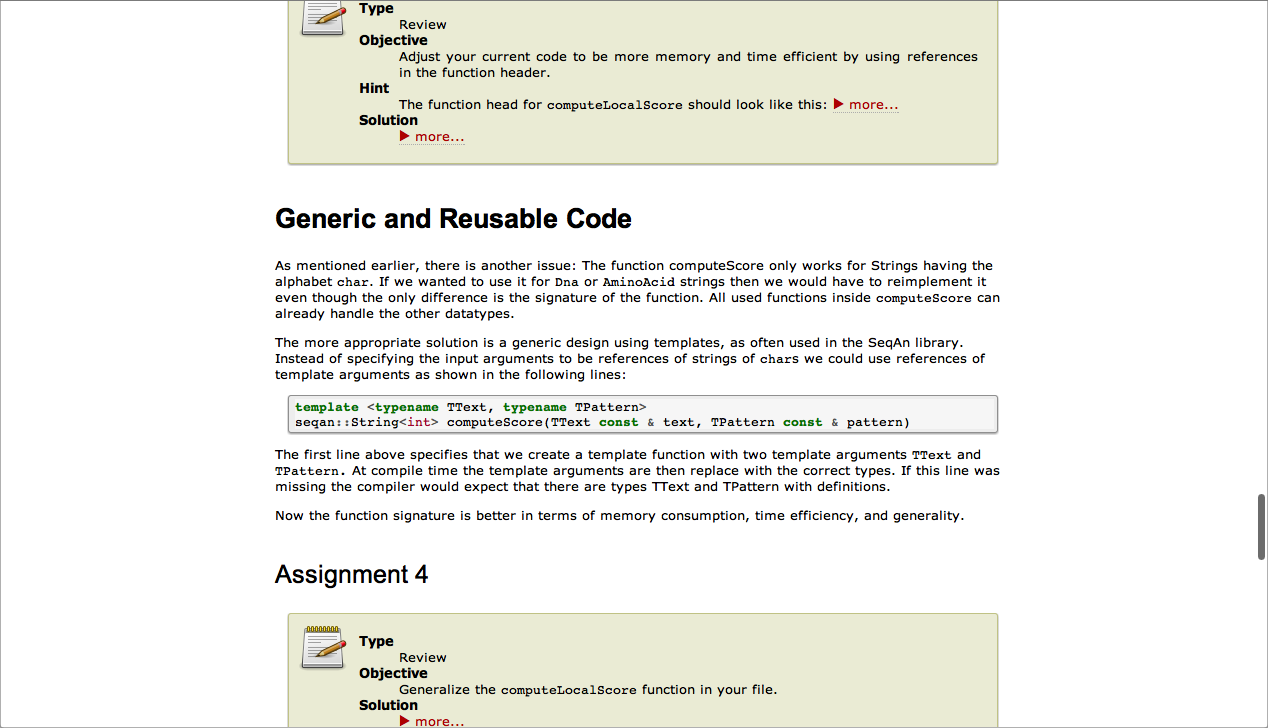 Type
Review
Objective
Adjust your current code to be more memory and time efficient by using references
in the function header.
Hint
The function head for computeLocalScore should look like this: ▶ more...
Solution
▶ more...
Generic and Reusable Code
As mentioned earlier, there is another issue: The function computeScore only works for Strings having the
alphabet char. If we wanted to use it for Dna or AminoAcid strings then we would have to reimplement it
even though the only difference is the signature of the function. All used functions inside computeScore can
already handle the other datatypes.
The more appropriate solution is a generic design using templates, as often used in the SeqAn library.
Instead of specifying the input arguments to be references of strings of chars we could use references of
template arguments as shown in the following lines:
template <typename TText, typename TPattern>
seqan::String<int> computeScore(TText const & text, TPattern const & pattern)
The first line above specifies that we create a template function with two template arguments TText and
TPattern. At compile time the template arguments are then replace with the correct types. If this line was
missing the compiler would expect that there are types TText and TPattern with definitions.
Now the function signature is better in terms of memory consumption, time efficiency, and generality.
Assignment 4
Type
Review
Objective
Generalize the computeLocalScore function in your file.
Solution
▶ more...